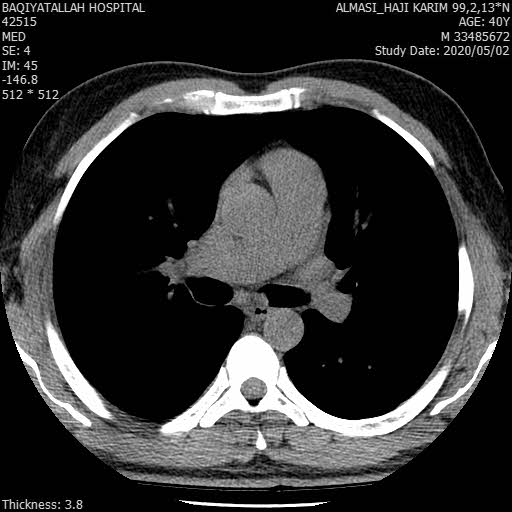 BAQIYATALLAH HOSPITAL
42515
MED
SE: 4
IM: 45
-146.8
512 * 512
ALMASI_HAJI KARIM 99,2,13*N
AGE: 40Y
M 33485672
Study Date: 2020/05/02
Thickness: 3.8